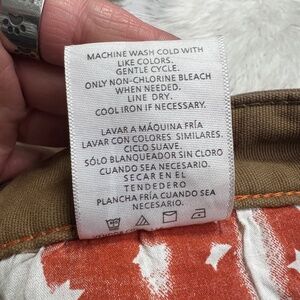 MACHINE WASH COLD WITH
LIKE COLORS.
GENTLE CYCLE.
ONLY NON-CHLORINE BLEACH
WHEN NEEDED.
LINE DRY.
COOL IRON IF NECESSARY.
LAVAR A MÁQUINA FRÍA
LAVAR CON COLORES SIMILARES.
CICLO SUAVE.
SÓLO BLANQUEADOR SIN CLORO
CUANDO SEA NECESARIO.
SECAR EN EL
TENDEDERO
PLANCHA FRÍA CUANDO SEA
NECESARIO.